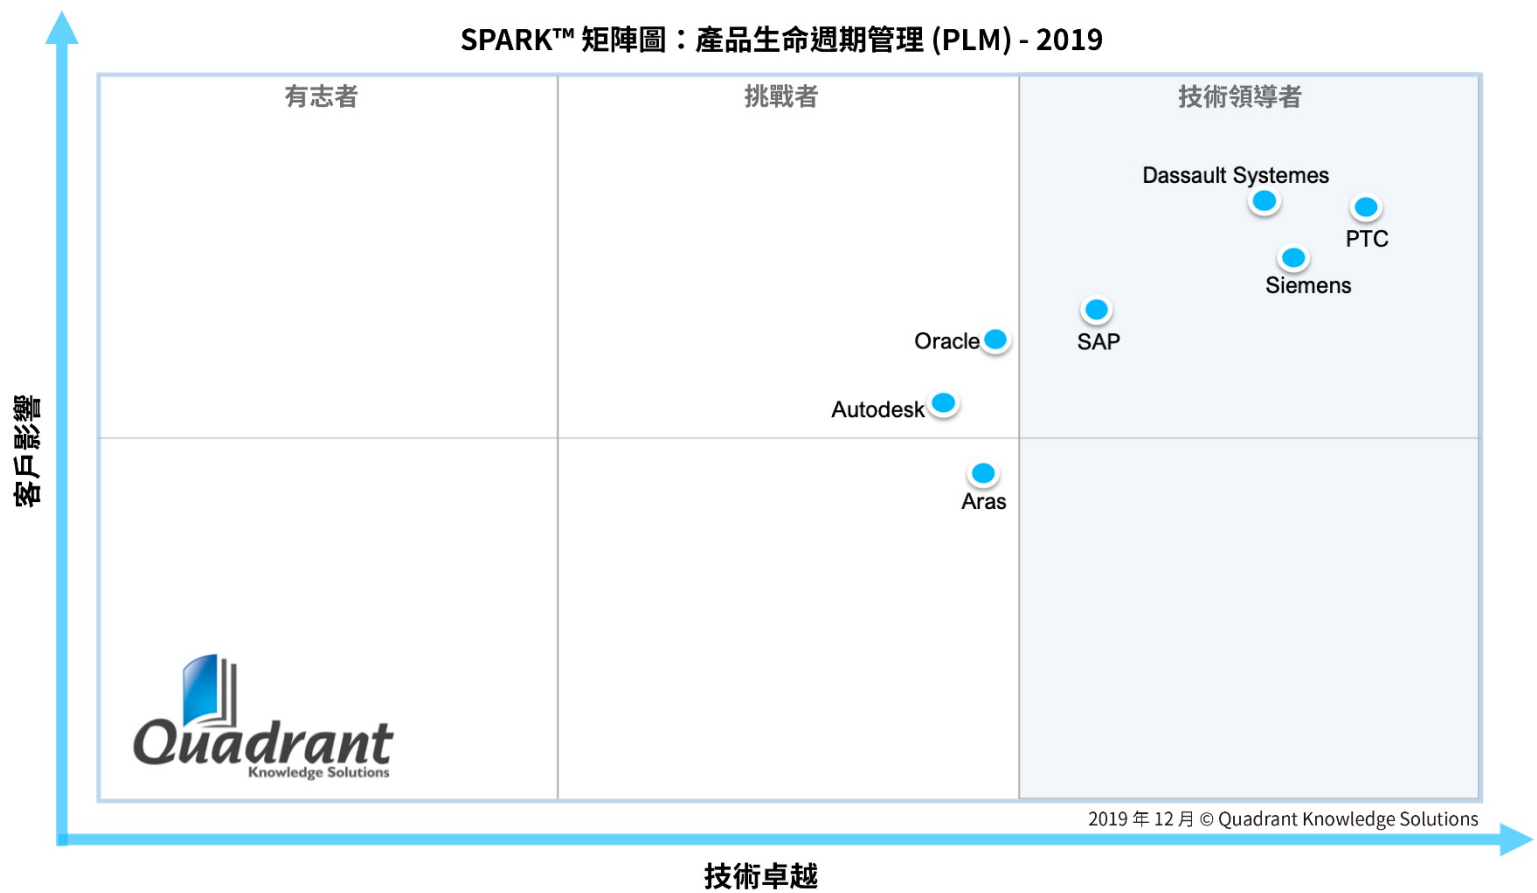 SPARK™ 矩陣圖：產品生命週期管理 (PLM) - 2019
有志者
挑戰者
技術領導者
Dassault Systemes
PTC
Siemens
SAP
Oracle
Autodesk
Aras
客戶影響
Quadrant
Knowledge Solutions
2019 年 12 月 © Quadrant Knowledge Solutions
技術卓越